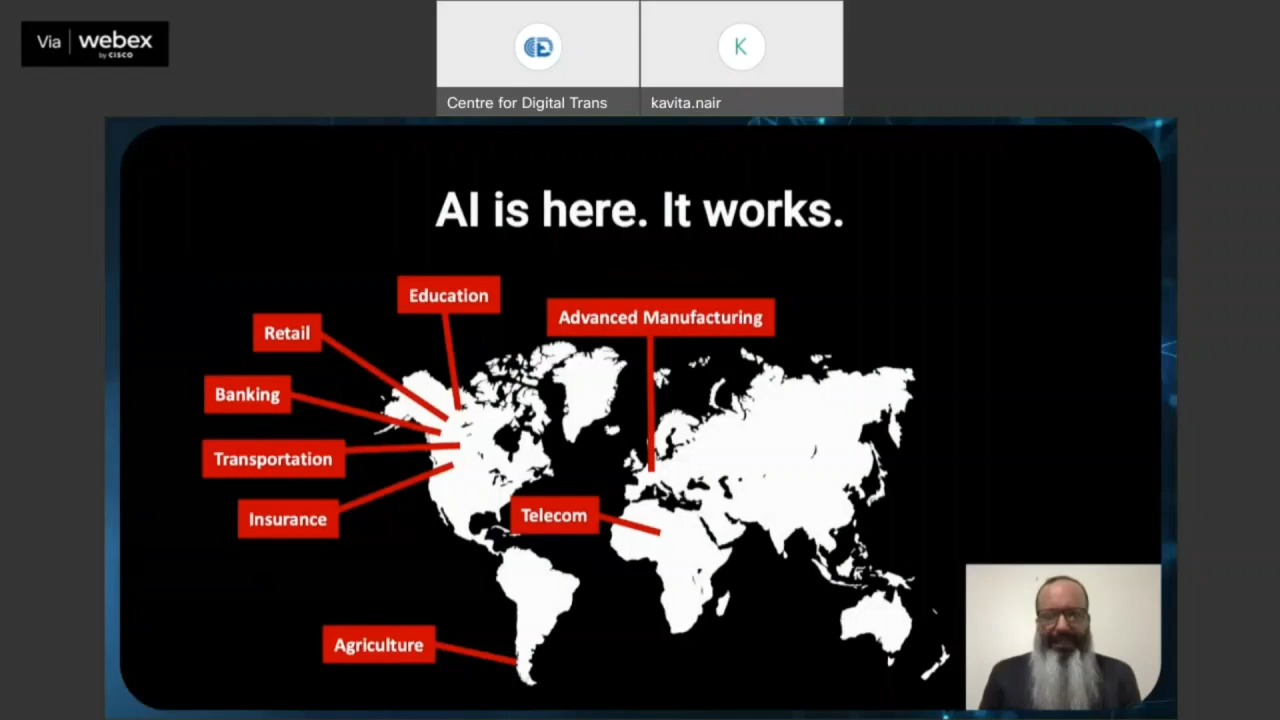 Via webex
by CISCO
Centre for Digital Trans
K
kavita.nair
AI is here. It works.
Education
Advanced Manufacturing
Retail
Banking
Transportation
Insurance
Telecom
Agriculture